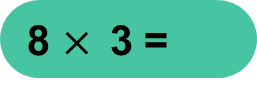 8 × 3 =